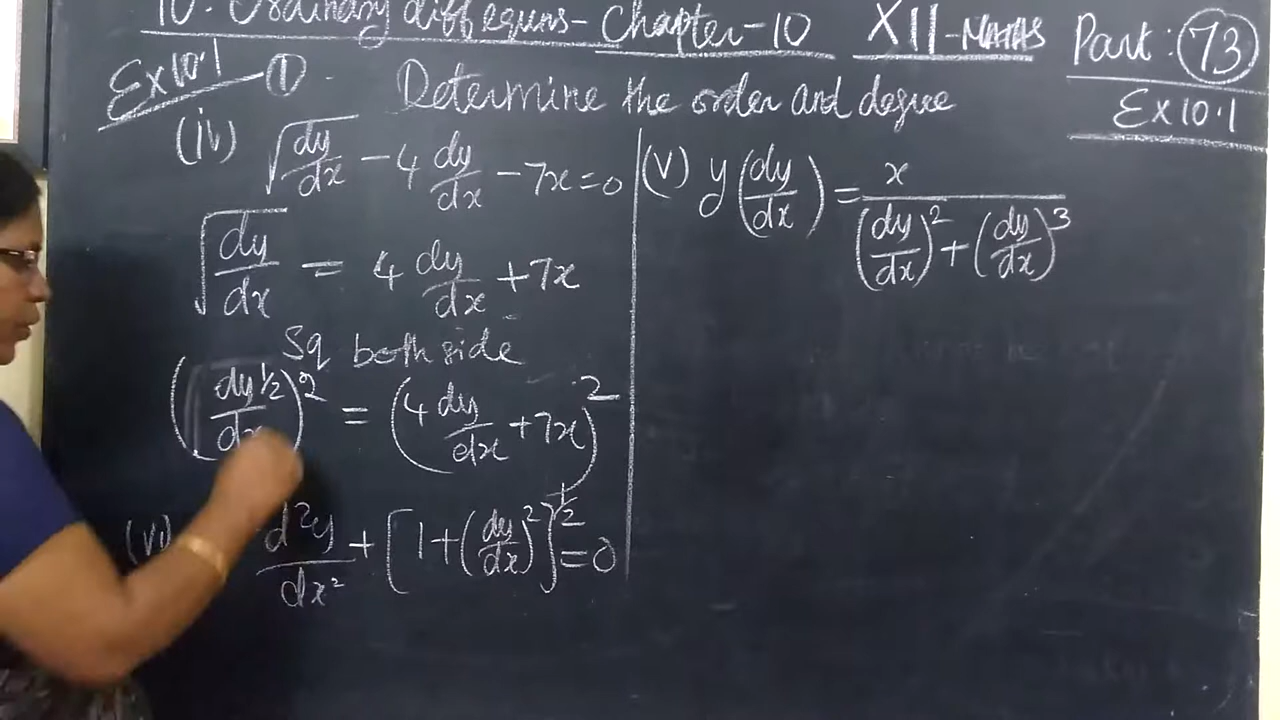 10. Ordinary diff equns - Chapter-10 XII-MATHS Part: 73
Ex 10.1
Ex 10.1 ① Determine the order and degree
(iv) √(dy/dx) - 4 dy/dx - 7x = 0
√(dy/dx) = 4 dy/dx + 7x
Sq both side
(dy/dx ^1/2)^2 = (4 dy/dx + 7x)^2
(vi) d²y/dx² + [1 + (dy/dx)^2]^1/2 = 0
(v) y(dy/dx) = x / ((dy/dx)^2 + (dy/dx)^3)